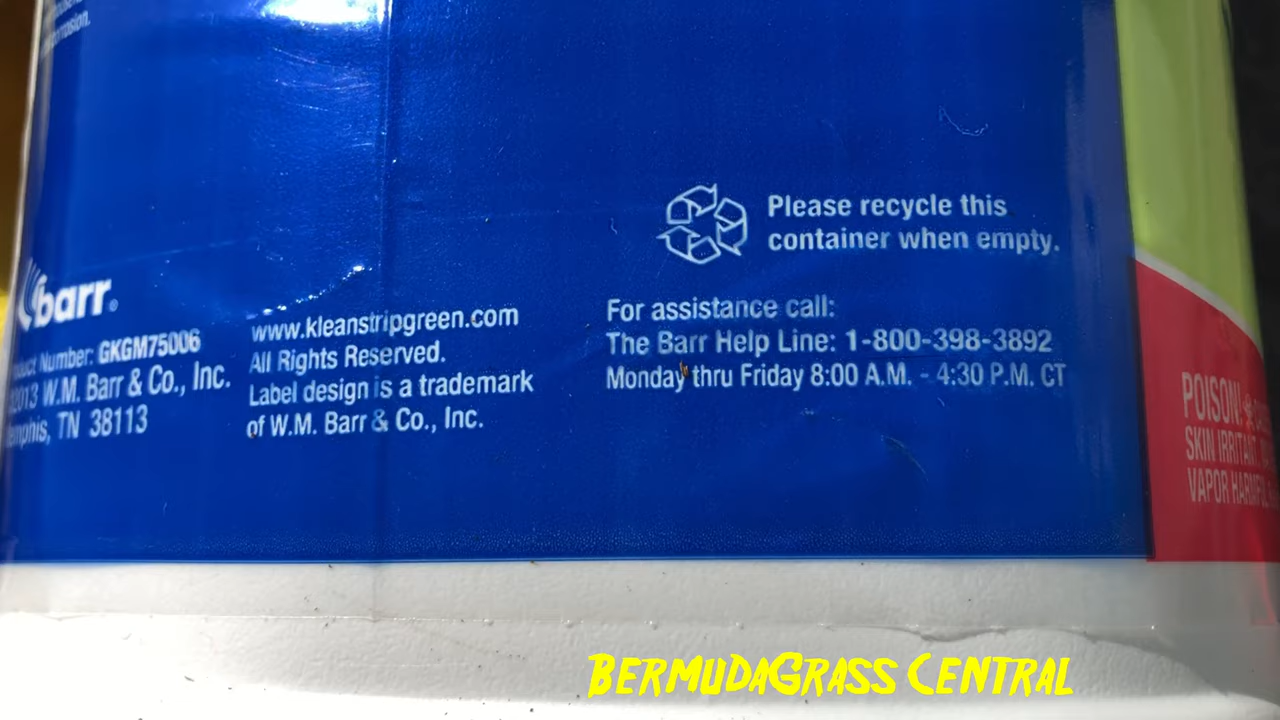 barr
Number: GKGM75006
2013 W.M. Barr & Co., Inc.
TN 38113
www.kleanstripgreen.com
All Rights Reserved.
Label design is a trademark
of W.M. Barr & Co., Inc.
Please recycle this
container when empty.
For assistance call:
The Barr Help Line: 1-800-398-3892
Monday thru Friday 8:00 A.M. - 4:30 P.M. CT
POISON!
SKIN IRRITANT.
VAPOR HARMFUL
BERMUDAGRASS CENTRAL